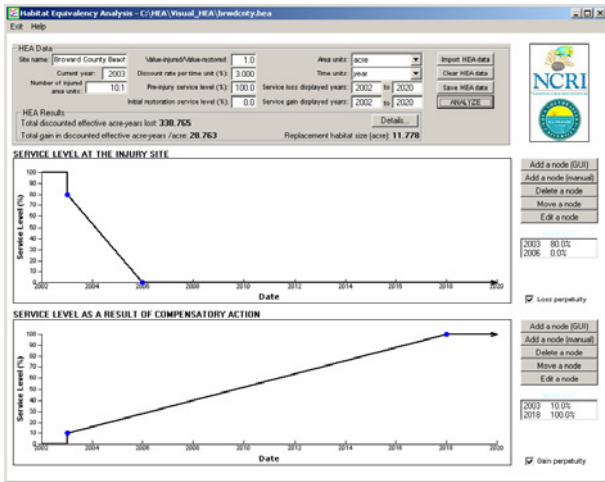 Habitat Equivalency Analysis - C:\HEA\Visual_HEA\brwdcnty.hea
Exit Help
HEA Data
Site name: Broward County Beach
Value-injured/Value-restored: 1.0
Area units: acre
Import HEA data
Current year: 2003
Discount rate per time unit (%): 3.000
Time units: year
Clear HEA data
Number of injured area units: 10.1
Pre-injury service level (%): 100.0
Service loss displayed years: 2002 to 2020
Save HEA data
Initial restoration service level (%): 0.0
Service gain displayed years: 2002 to 2020
ANALYZE
HEA Results
Total discounted effective acre-years lost: 338.765
Details...
Total gain in discounted effective acre-years /acre: 28.763
Replacement habitat size (acre): 11.778
NCRI
SERVICE LEVEL AT THE INJURY SITE
Service Level (%)
100
90
80
70
60
50
40
30
20
10
0
2002 2004 2006 2008 2010 2012 2014 2016 2018 2020
Date
Add a node (GUI)
Add a node (manual)
Delete a node
Move a node
Edit a node
2003 80.0%
2006 0.0%
Loss perpetuity
SERVICE LEVEL AS A RESULT OF COMPENSATORY ACTION
Service Level (%)
100
90
80
70
60
50
40
30
20
10
0
2002 2004 2006 2008 2010 2012 2014 2016 2018 2020
Date
Add a node (GUI)
Add a node (manual)
Delete a node
Move a node
Edit a node
2003 10.0%
2018 100.0%
Gain perpetuity